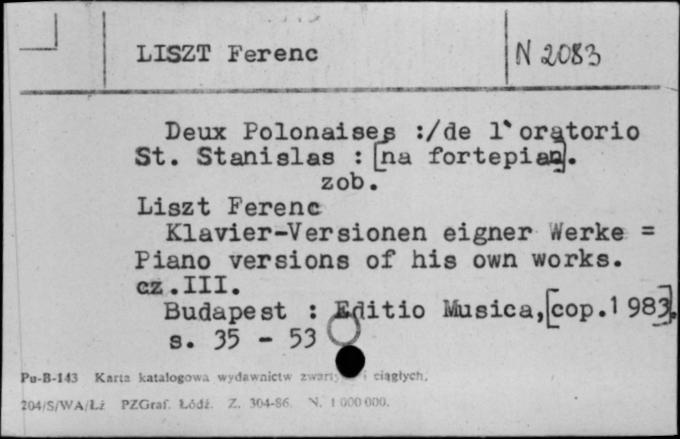 LISZT Ferenc
N 2083
Deux Polonaises :/de l`oratorio
St. Stanislas : [na fortepian].
zob.
Liszt Ferenc
Klavier-Versionen eigner Werke =
Piano versions of his own works.
cz.III.
Budapest : Editio Musica,[cop.1983].
s. 35 - 53
Pu-B-143 Karta katalogowa wydawnictw zwartych i ciągłych.
204/S/WA/Łż PZGraf. Łódź. Z. 304-86. N. 1 000 000.